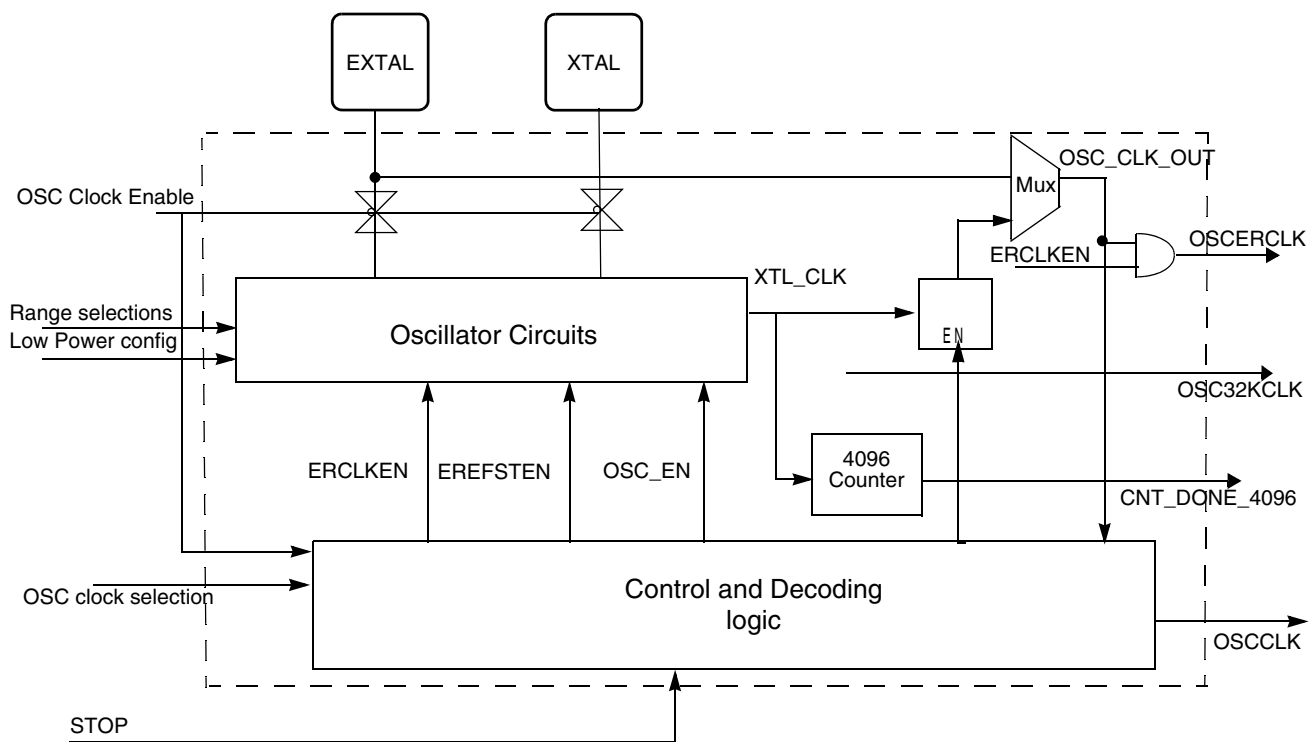 EXTAL
XTAL
OSC_CLK_OUT
Mux
OSC Clock Enable
ERCLKEN
OSCERCLK
XTL_CLK
Range selections
Low Power config
Oscillator Circuits
EN
OSC32KCLK
ERCLKEN
EREFSTEN
OSC_EN
4096
Counter
CNT_DONE_4096
OSC clock selection
Control and Decoding
logic
OSCCLK
STOP